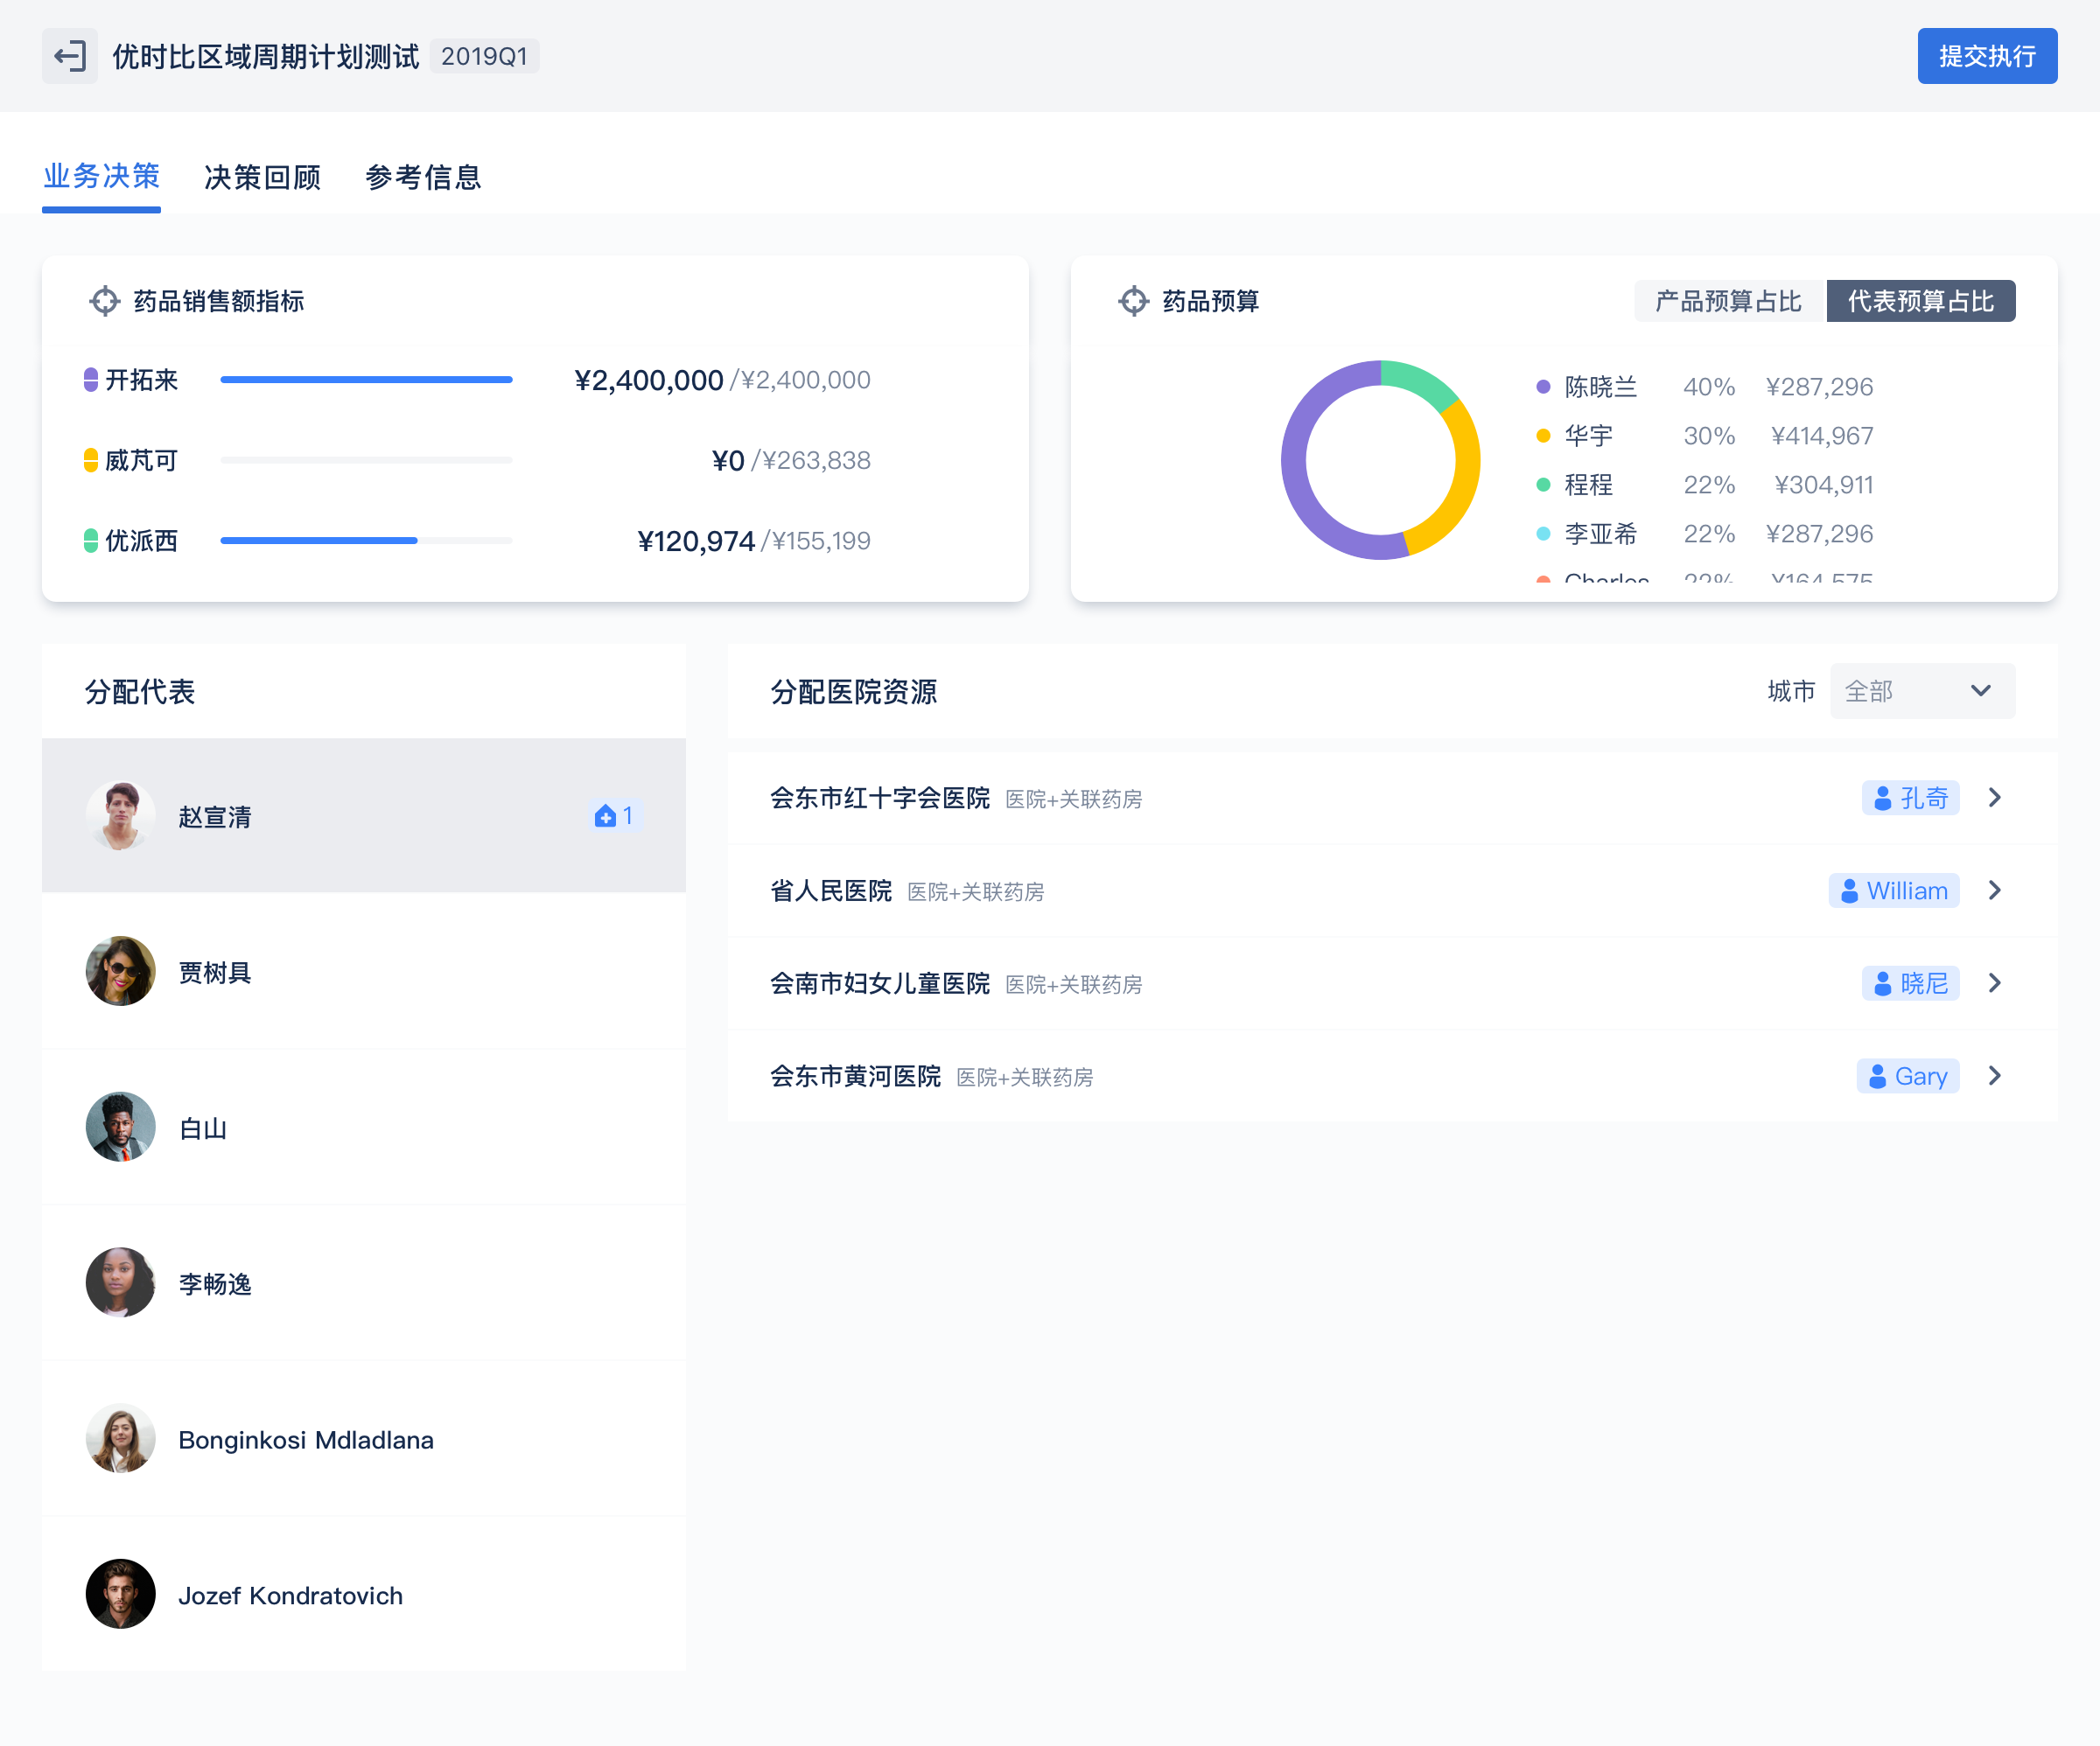 优时比区域周期计划测试 2019Q1 提交执行
业务决策 决策回顾 参考信息
药品销售额指标
开拓来 ¥2,400,000 /¥2,400,000
威芃可 ¥0 /¥263,838
优派西 ¥120,974 /¥155,199
药品预算 产品预算占比 代表预算占比
陈晓兰 40% ¥287,296
华宇 30% ¥414,967
程程 22% ¥304,911
李亚希 22% ¥287,296
Charles 22% ¥164,575
分配代表
赵宣清 1
贾树具
白山
李畅逸
Bonginkosi Mdladlana
Jozef Kondratovich
分配医院资源 城市 全部
会东市红十字会医院 医院+关联药房 孔奇
省人民医院 医院+关联药房 William
会南市妇女儿童医院 医院+关联药房 晓尼
会东市黄河医院 医院+关联药房 Gary